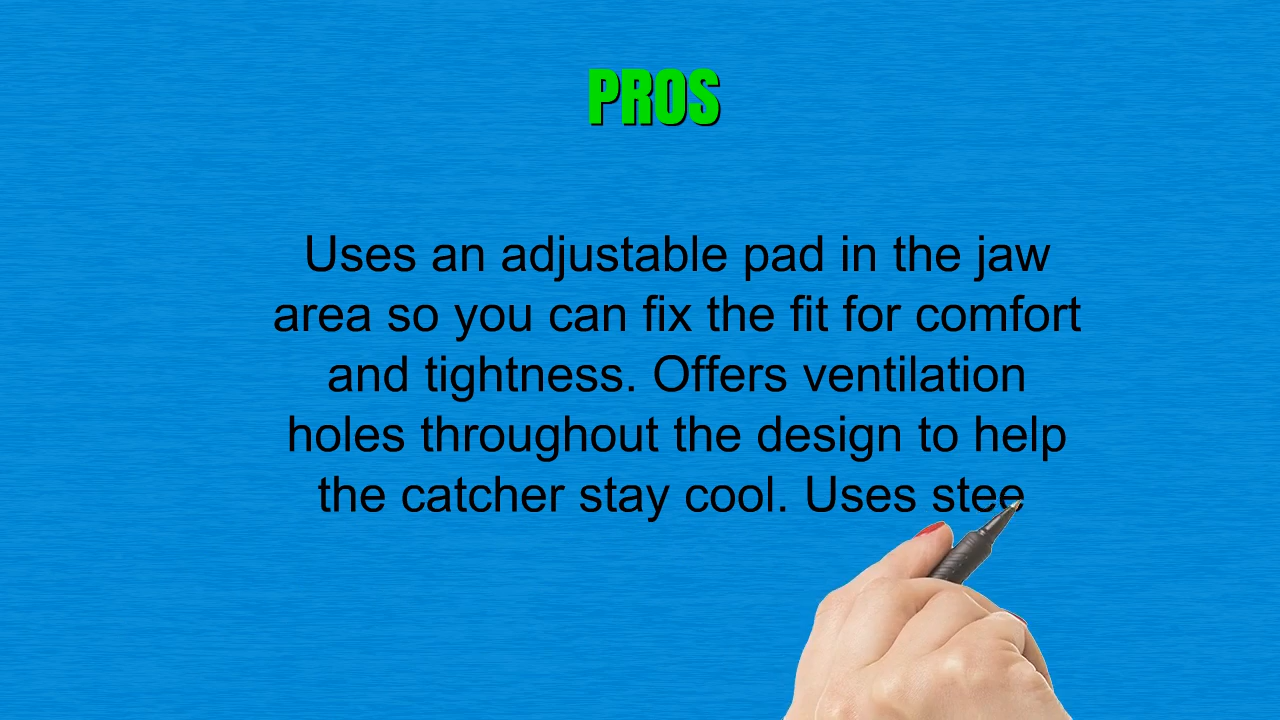 PROS
Uses an adjustable pad in the jaw
area so you can fix the fit for comfort
and tightness. Offers ventilation
holes throughout the design to help
the catcher stay cool. Uses stee